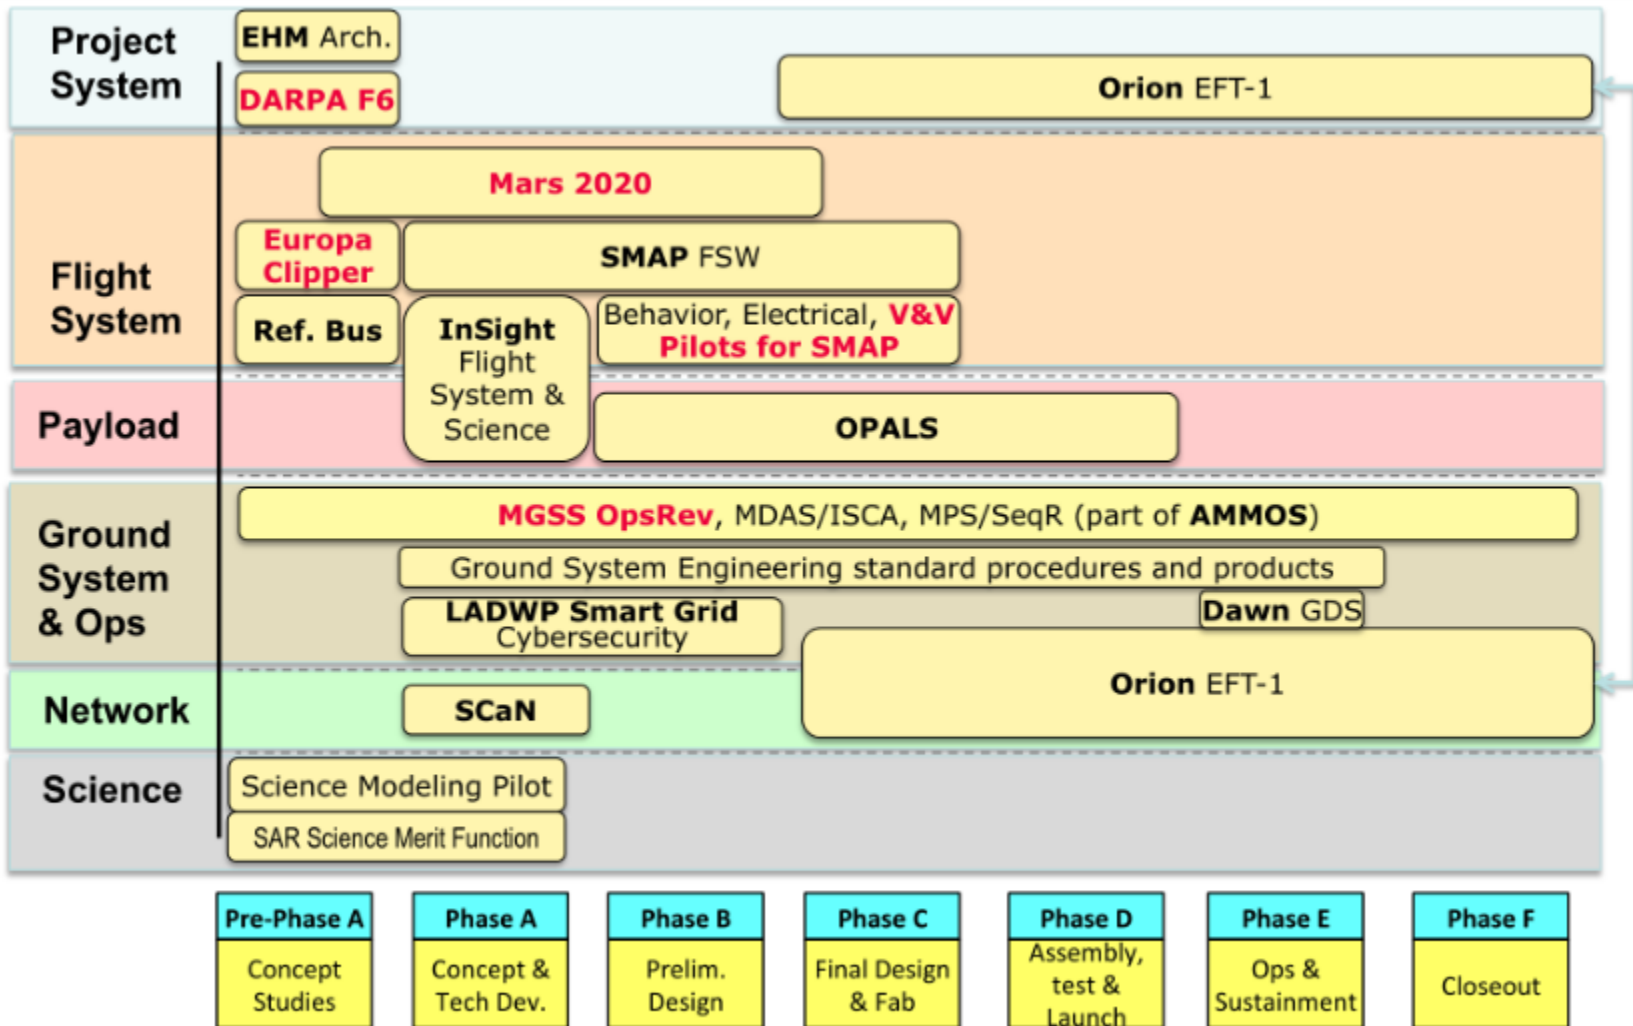 Project
System
EHM Arch.
DARPA F6
Orion EFT-1
Flight
System
Mars 2020
Europa
Clipper
SMAP FSW
Ref. Bus
InSight
Flight
System &
Science
Behavior, Electrical, V&V
Pilots for SMAP
Payload
OPALS
Ground
System
& Ops
MGSS OpsRev, MDAS/ISCA, MPS/SeqR (part of AMMOS)
Ground System Engineering standard procedures and products
LADWP Smart Grid
Cybersecurity
Dawn GDS
Orion EFT-1
Network
SCaN
Science
Science Modeling Pilot
SAR Science Merit Function
Pre-Phase A
Concept
Studies
Phase A
Concept &
Tech Dev.
Phase B
Prelim.
Design
Phase C
Final Design
& Fab
Phase D
Assembly,
test &
Launch
Phase E
Ops &
Sustainment
Phase F
Closeout